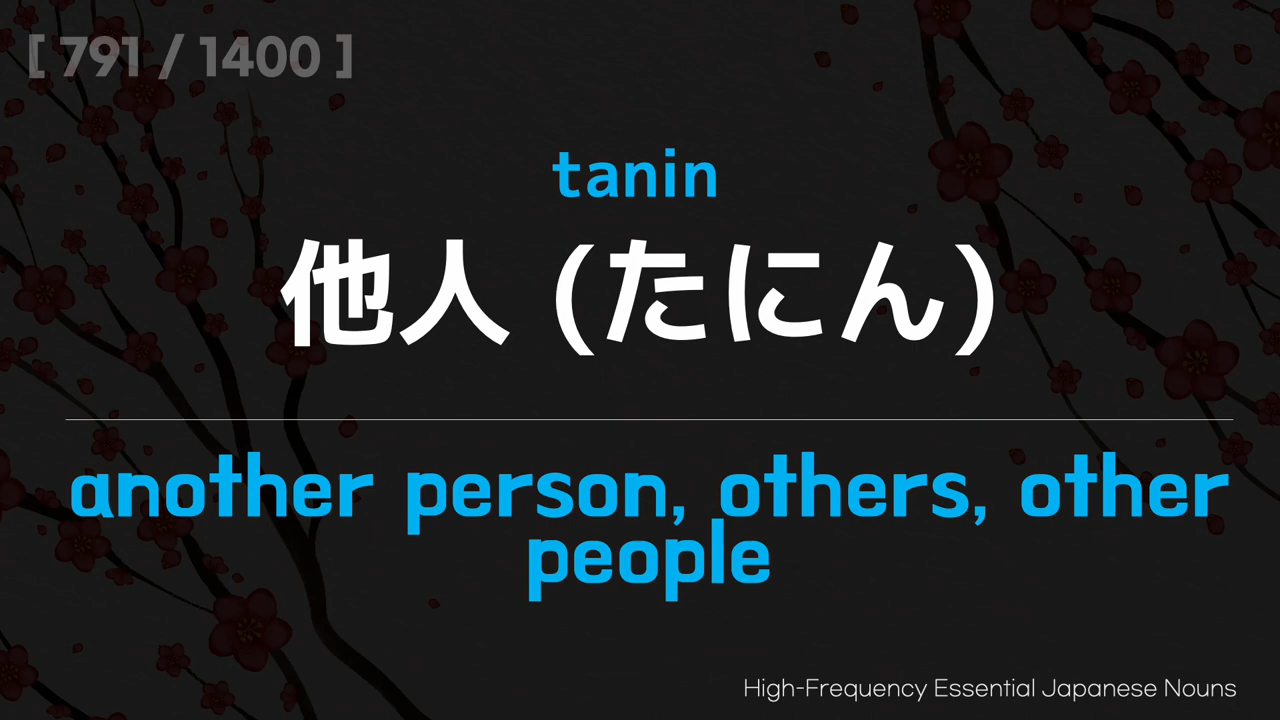 [ 791 / 1400 ]
tanin
他人 (たにん)
another person, others, other
people
High-Frequency Essential Japanese Nouns